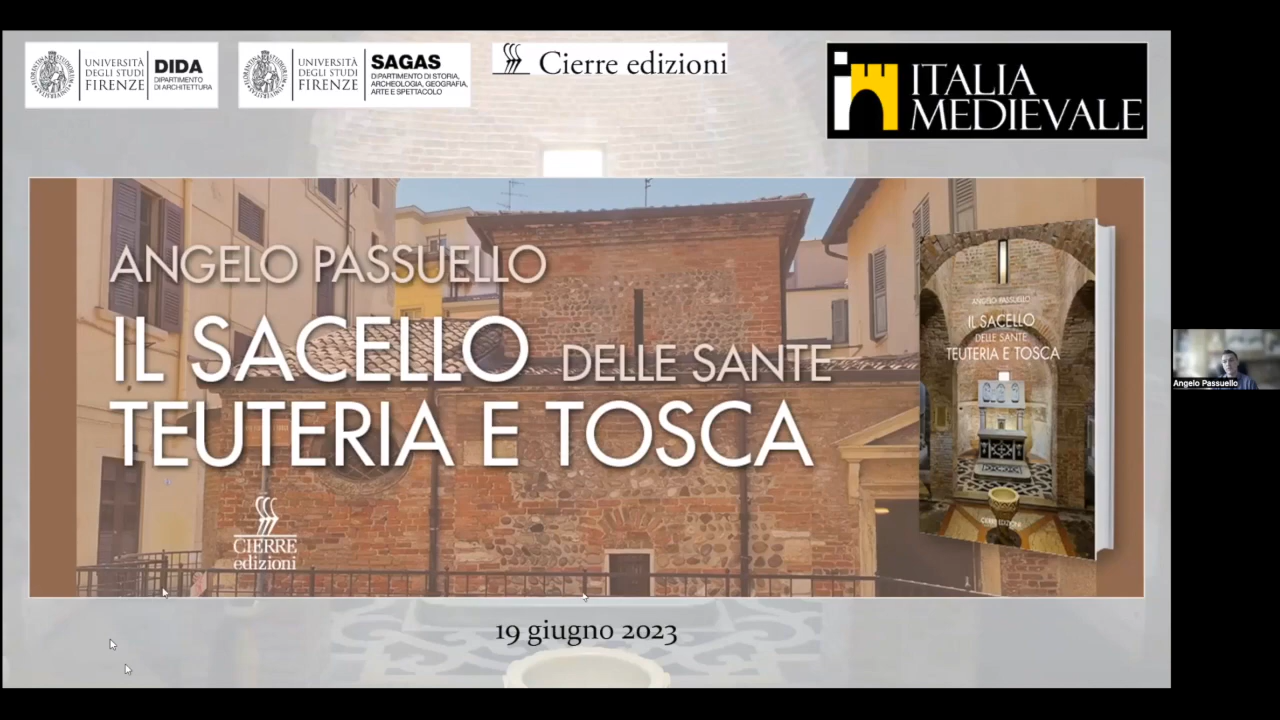 UNIVERSITÀ
DEGLI STUDI
FIRENZE
DIDA
DIPARTIMENTO
DI ARCHITETTURA
UNIVERSITÀ
DEGLI STUDI
FIRENZE
SAGAS
DIPARTIMENTO DI STORIA,
ARCHEOLOGIA, GEOGRAFIA,
ARTE E SPETTACOLO
Cierre edizioni
ITALIA
MEDIEVALE
ANGELO PASSUELLO
IL SACELLO DELLE SANTE
TEUTERIA E TOSCA
CIERRE
edizioni
ANGELO PASSUELLO
IL SACELLO
DELLE SANTE
TEUTERIA E TOSCA
CIERRE EDIZIONI
19 giugno 2023
Angelo Passuello